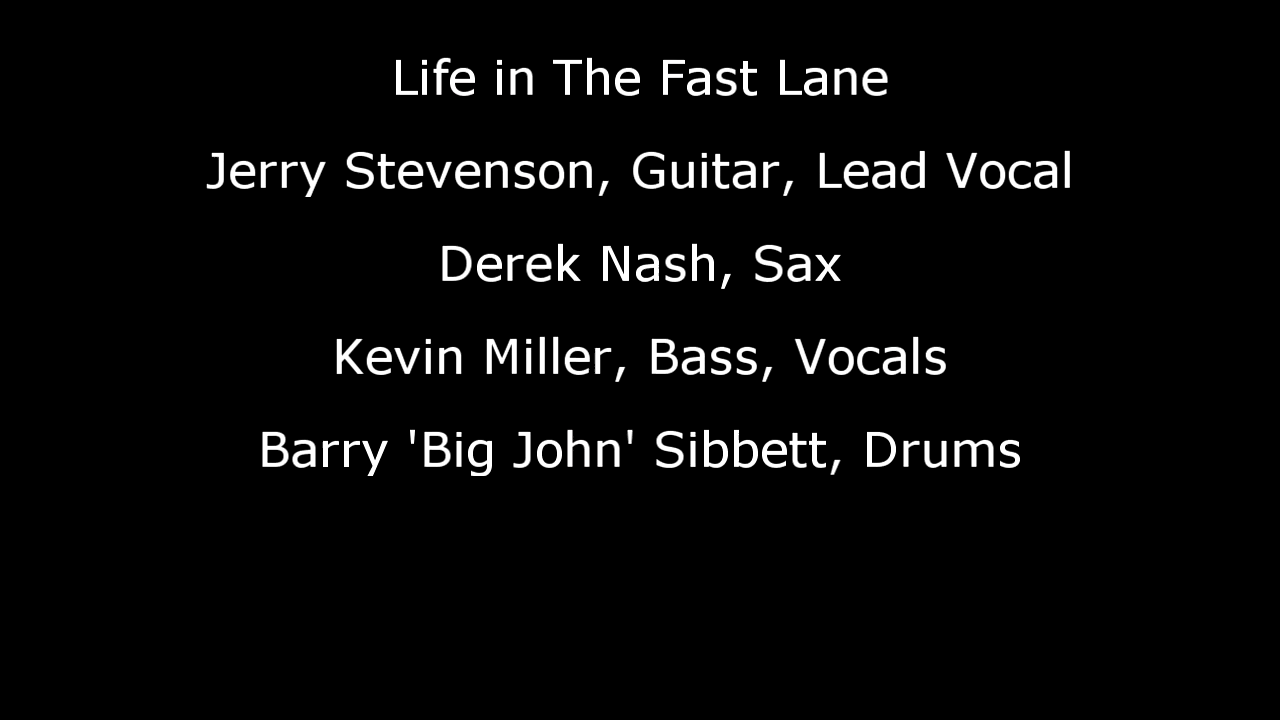 Life in The Fast Lane
Jerry Stevenson, Guitar, Lead Vocal
Derek Nash, Sax
Kevin Miller, Bass, Vocals
Barry 'Big John' Sibbett, Drums